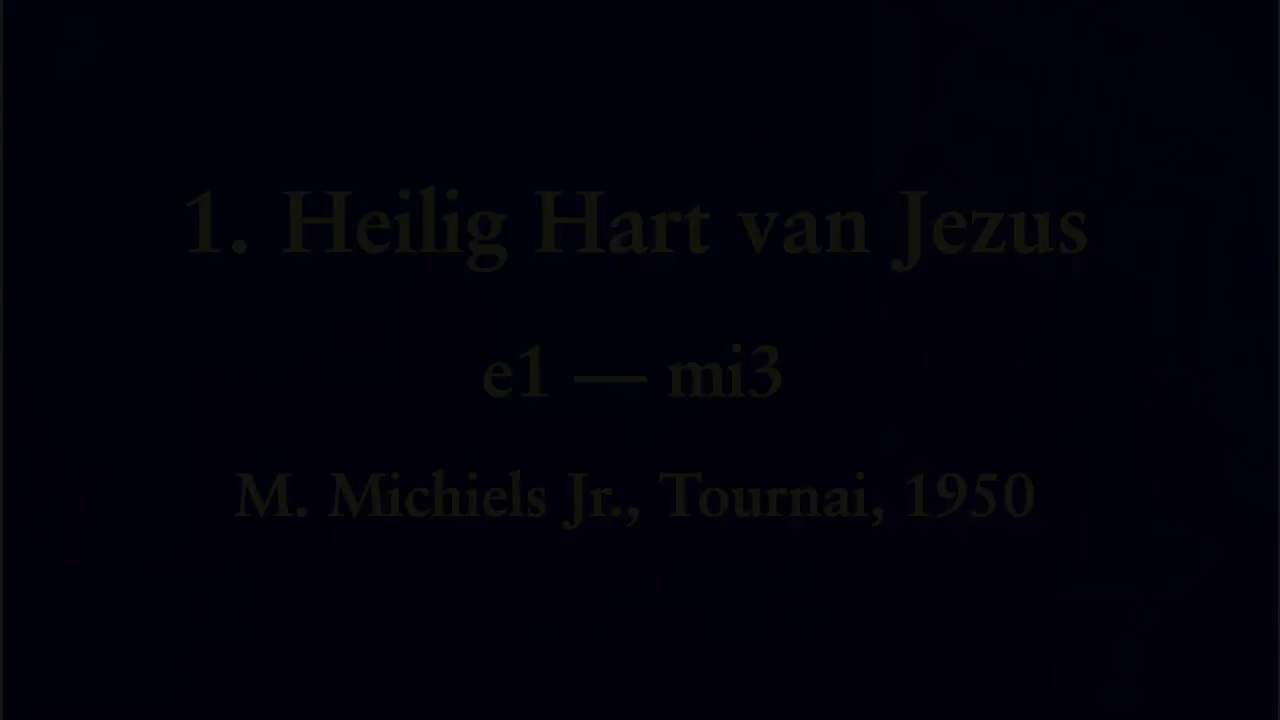 1. Heilig Hart van Jezus
e1 — mi3
M. Michiels Jr., Tournai, 1950